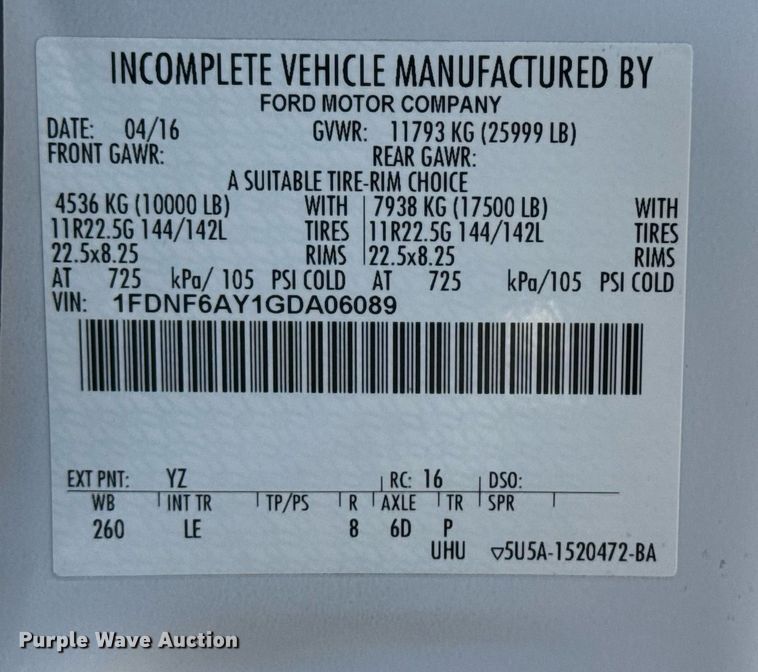 INCOMPLETE VEHICLE MANUFACTURED BY
FORD MOTOR COMPANY
DATE: 04/16 GVWR: 11793 KG (25999 LB)
FRONT GAWR: REAR GAWR:
A SUITABLE TIRE-RIM CHOICE
4536 KG (10000 LB) WITH 7938 KG (17500 LB) WITH
11R22.5G 144/142L TIRES 11R22.5G 144/142L TIRES
22.5x8.25 RIMS 22.5x8.25 RIMS
AT 725 kPa/ 105 PSI COLD AT 725 kPa/105 PSI COLD
VIN: 1FDNF6AY1GDA06089
EXT PNT: YZ RC: 16 DSO:
WB INT TR TP/PS R AXLE TR SPR
260 LE 8 6D P
UHU ▽5U5A-1520472-BA
Purple Wave Auction